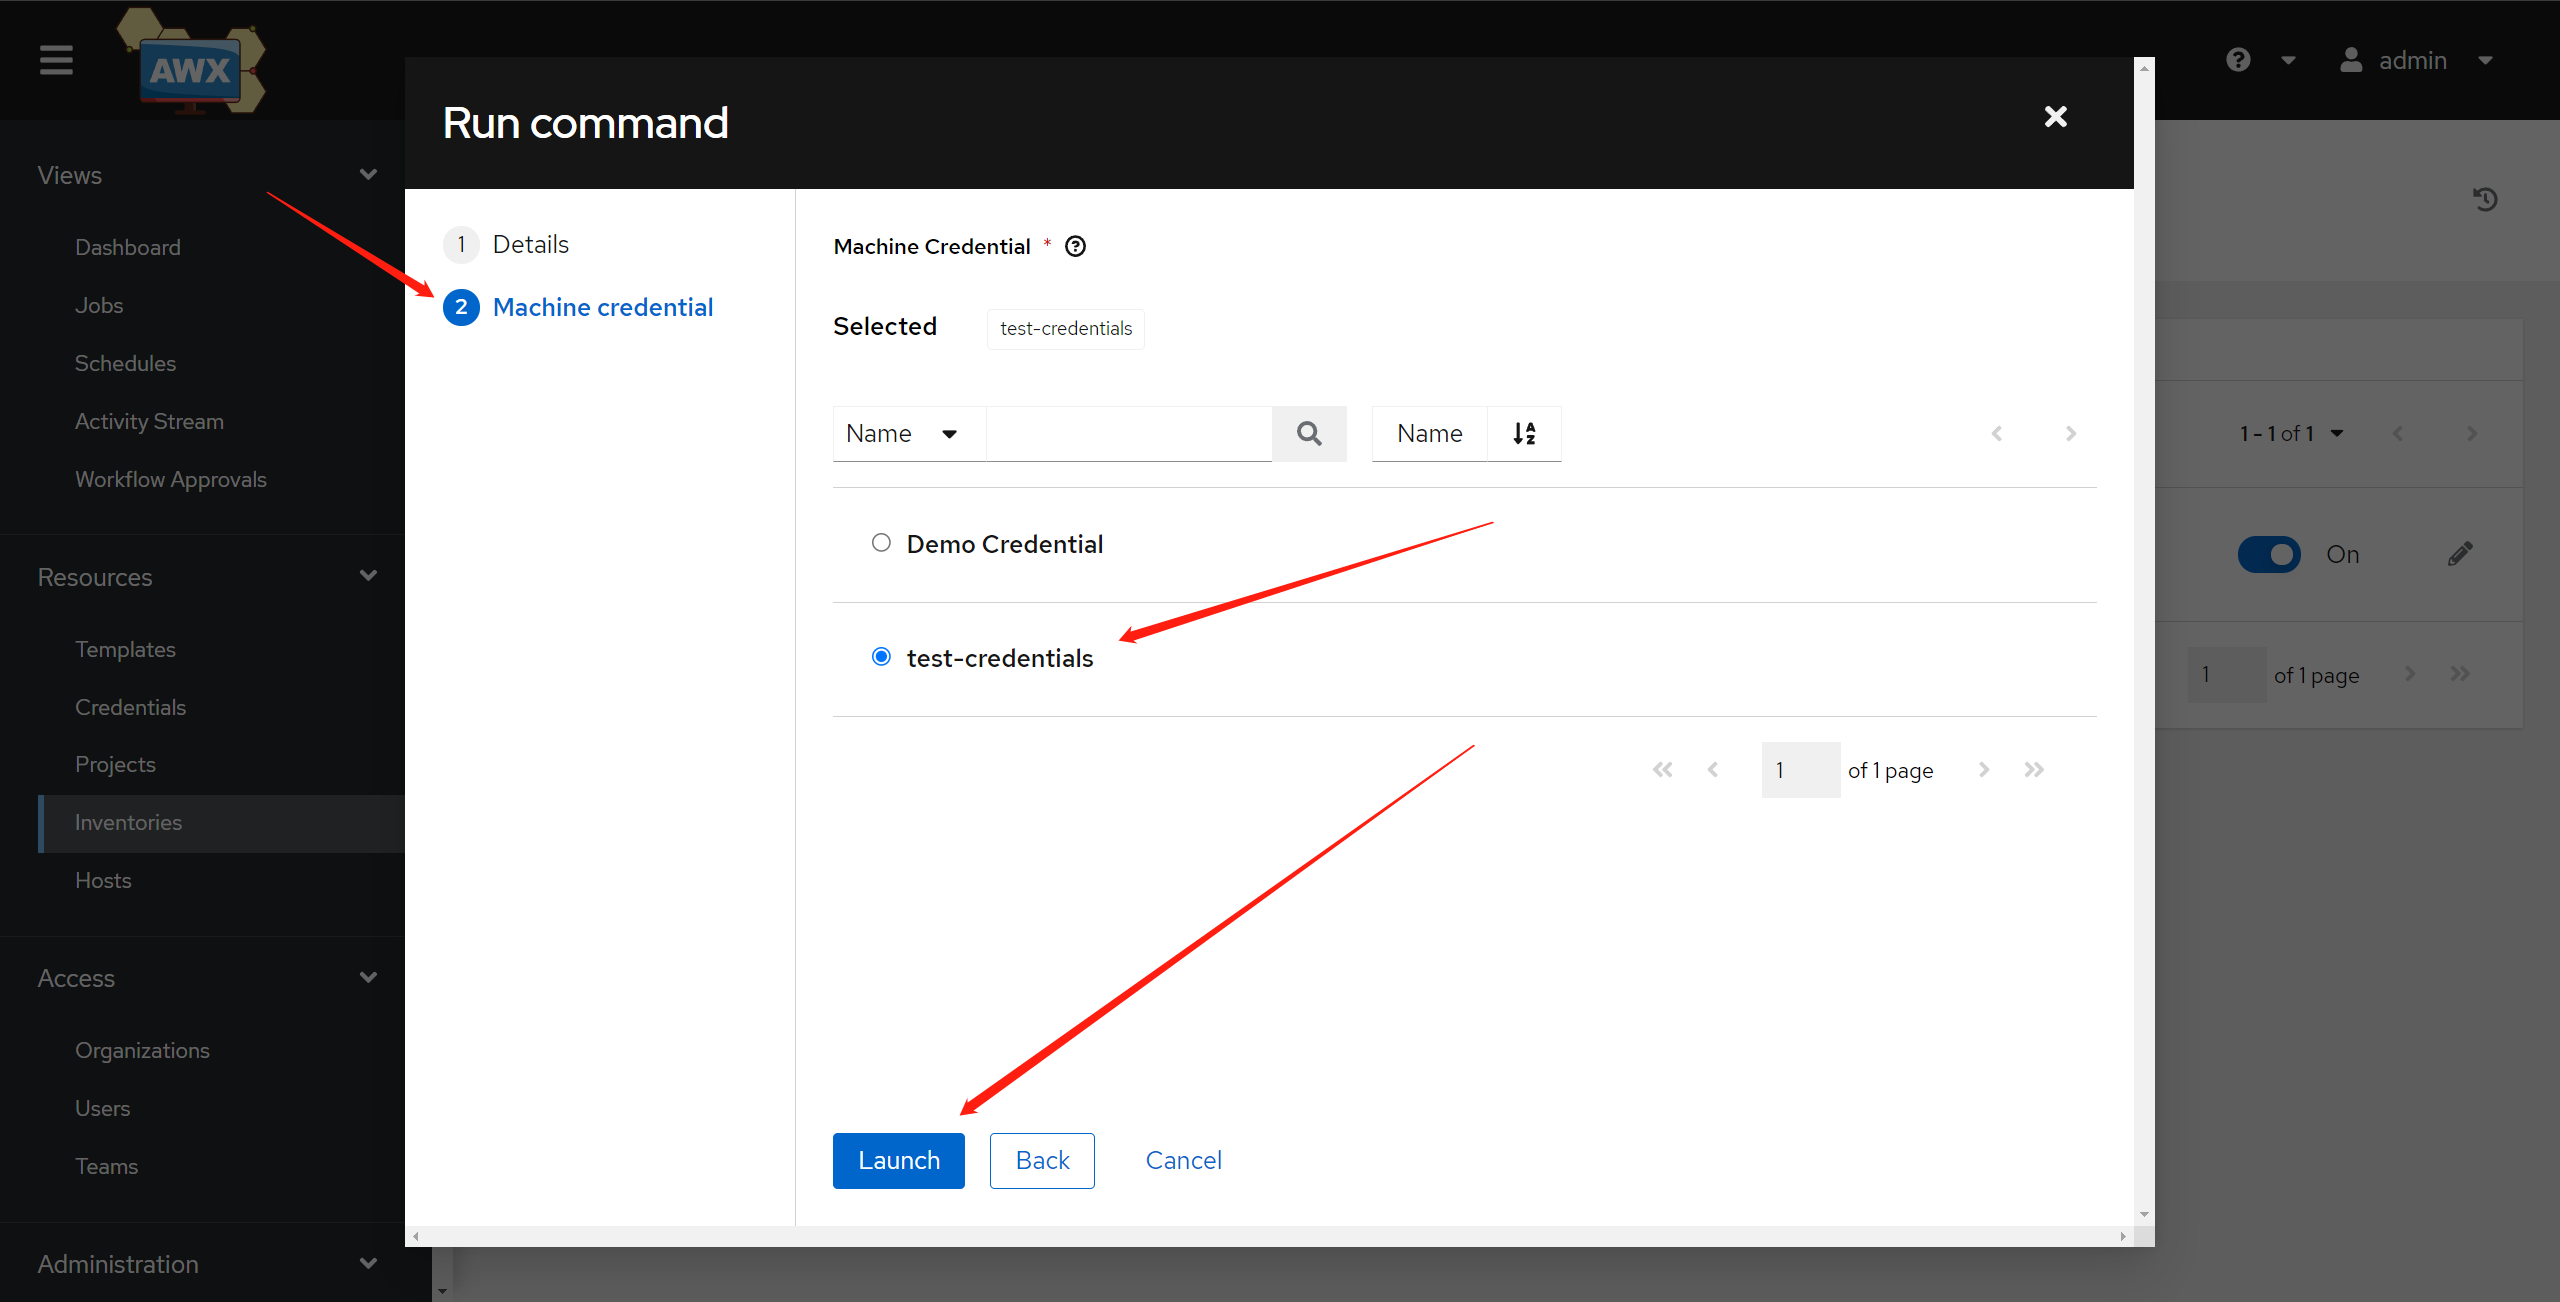 AWX
admin
Run command
Views
Dashboard
Jobs
Schedules
Activity Stream
Workflow Approvals
Resources
Templates
Credentials
Projects
Inventories
Hosts
Access
Organizations
Users
Teams
Administration
1 Details
2 Machine credential
Machine Credential *
Selected test-credentials
Name Name
Demo Credential
test-credentials
1 of 1 page
Launch Back Cancel
1 - 1 of 1
On
1 of 1 page